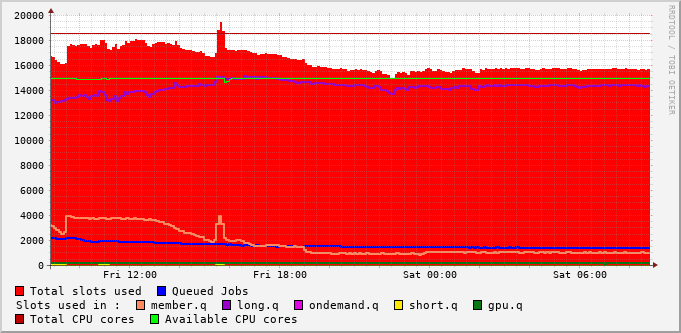 20000
18000
16000
14000
12000
10000
8000
6000
4000
2000
0
Fri 12:00 Fri 18:00 Sat 00:00 Sat 06:00
Total slots used Queued Jobs
Slots used in : member.q long.q ondemand.q short.q gpu.q
Total CPU cores Available CPU cores
RRDTOOL / TOBI OETIKER